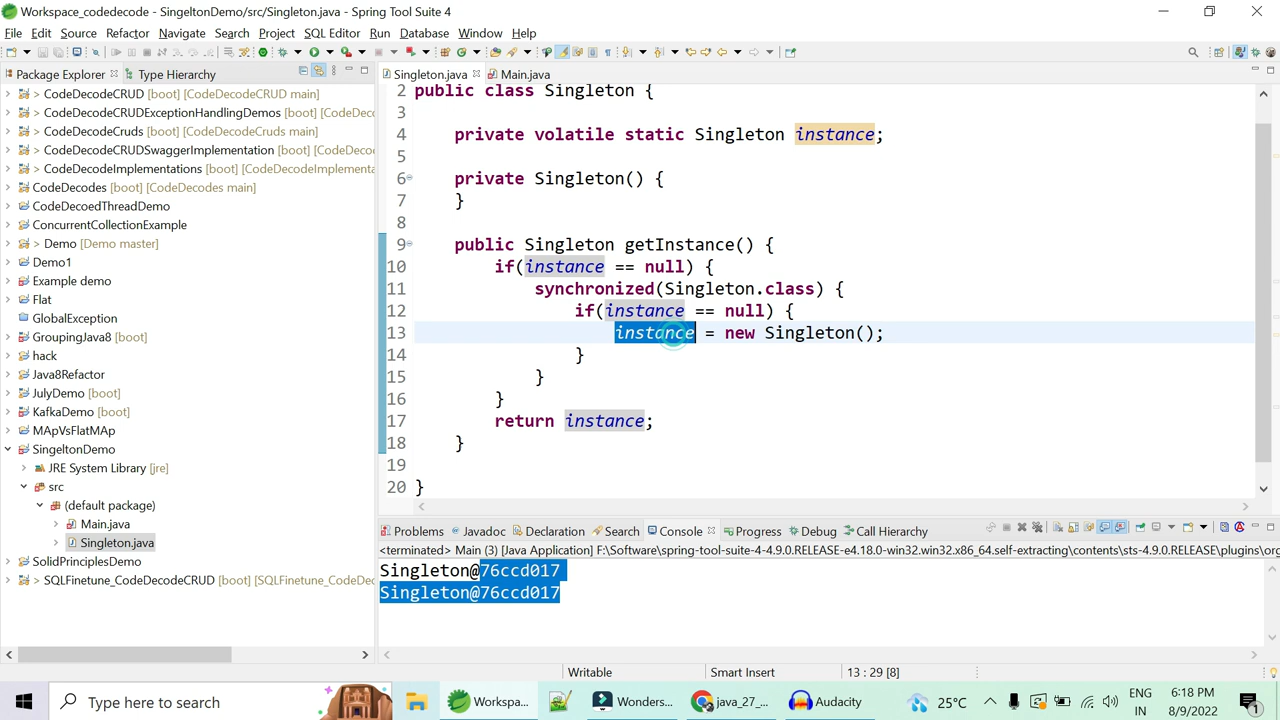 Workspace_codedecode - SingeltonDemo/src/Singleton.java - Spring Tool Suite 4
File Edit Source Refactor Navigate Search Project SQL Editor Run Database Window Help
Package Explorer Type Hierarchy
> CodeDecodeCRUD [boot] [CodeDecodeCRUD main]
> CodeDecodeCRUDExceptionHandlingDemos [boot] [CodeDec
> CodeDecodeCruds [boot] [CodeDecodeCruds main]
> CodeDecodeCRUDSwaggerImplementation [boot] [CodeDeco
> CodeDecodeImplementations [boot] [CodeDecodeImplementa
CodeDecodes [boot] [CodeDecodes main]
CodeDecoedThreadDemo
ConcurrentCollectionExample
> Demo [Demo master]
Demo1
Example demo
Flat
GlobalException
GroupingJava8 [boot]
hack
Java8Refactor
JulyDemo [boot]
KafkaDemo [boot]
MApVsFlatMAp
SingeltonDemo
JRE System Library [jre]
src
(default package)
Main.java
Singleton.java
SolidPrinciplesDemo
> SQLFinetune_CodeDecodeCRUD [boot] [SQLFinetune_CodeDec
Singleton.java Main.java
2 public class Singleton {
3
4 private volatile static Singleton instance;
5
6 private Singleton() {
7 }
8
9 public Singleton getInstance() {
10 if(instance == null) {
11 synchronized(Singleton.class) {
12 if(instance == null) {
13 instance = new Singleton();
14 }
15 }
16 }
17 return instance;
18 }
19
20 }
Problems Javadoc Declaration Search Console Progress Debug Call Hierarchy
<terminated> Main (3) [Java Application] F:\Software\spring-tool-suite-4-4.9.0.RELEASE-e4.18.0-win32.win32.x86_64.self-extracting\contents\sts-4.9.0.RELEASE\plugins\org
Singleton@76ccd017
Singleton@76ccd017
Writable Smart Insert 13 : 29 [8]
Type here to search
Workspa... Wonders... java_27_... Audacity 25°C ENG IN 6:18 PM 8/9/2022 1